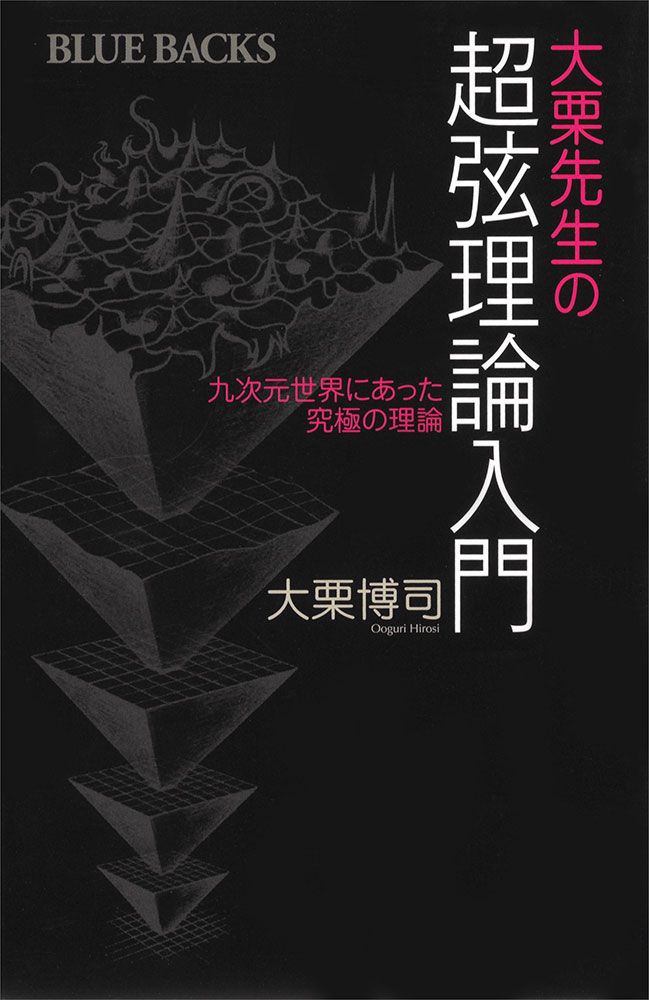 BLUE BACKS
大栗先生の
超弦理論入門
九次元世界にあった
究極の理論
大栗博司
Ooguri Hirosi